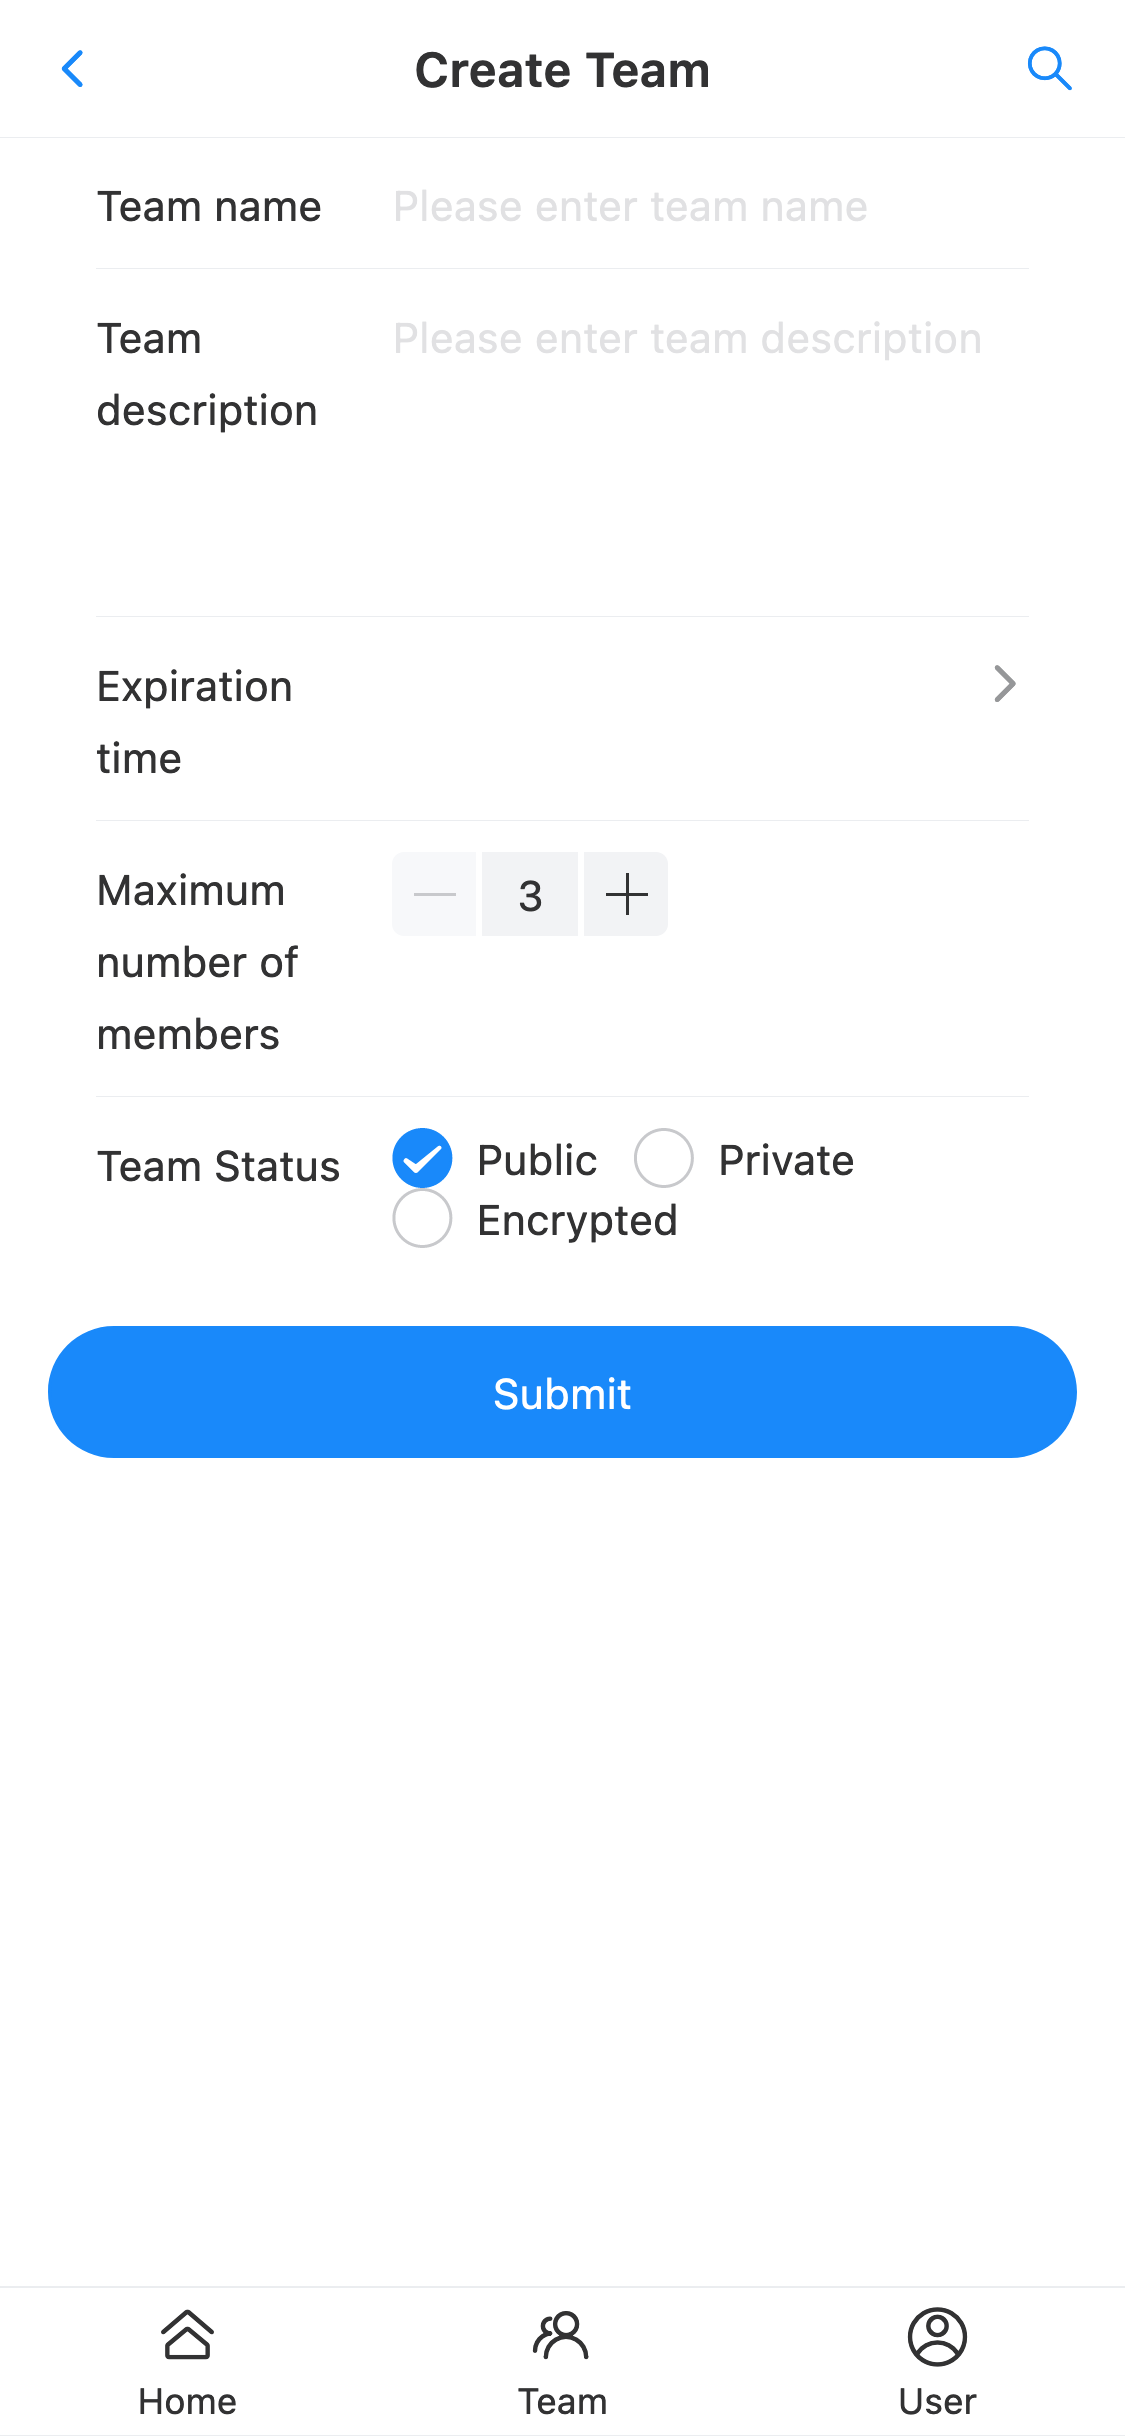 Create Team
Team name
Please enter team name
Team
description
Please enter team description
Expiration
time
Maximum
number of
members
3
Team Status
Public
Private
Encrypted
Submit
Home
Team
User